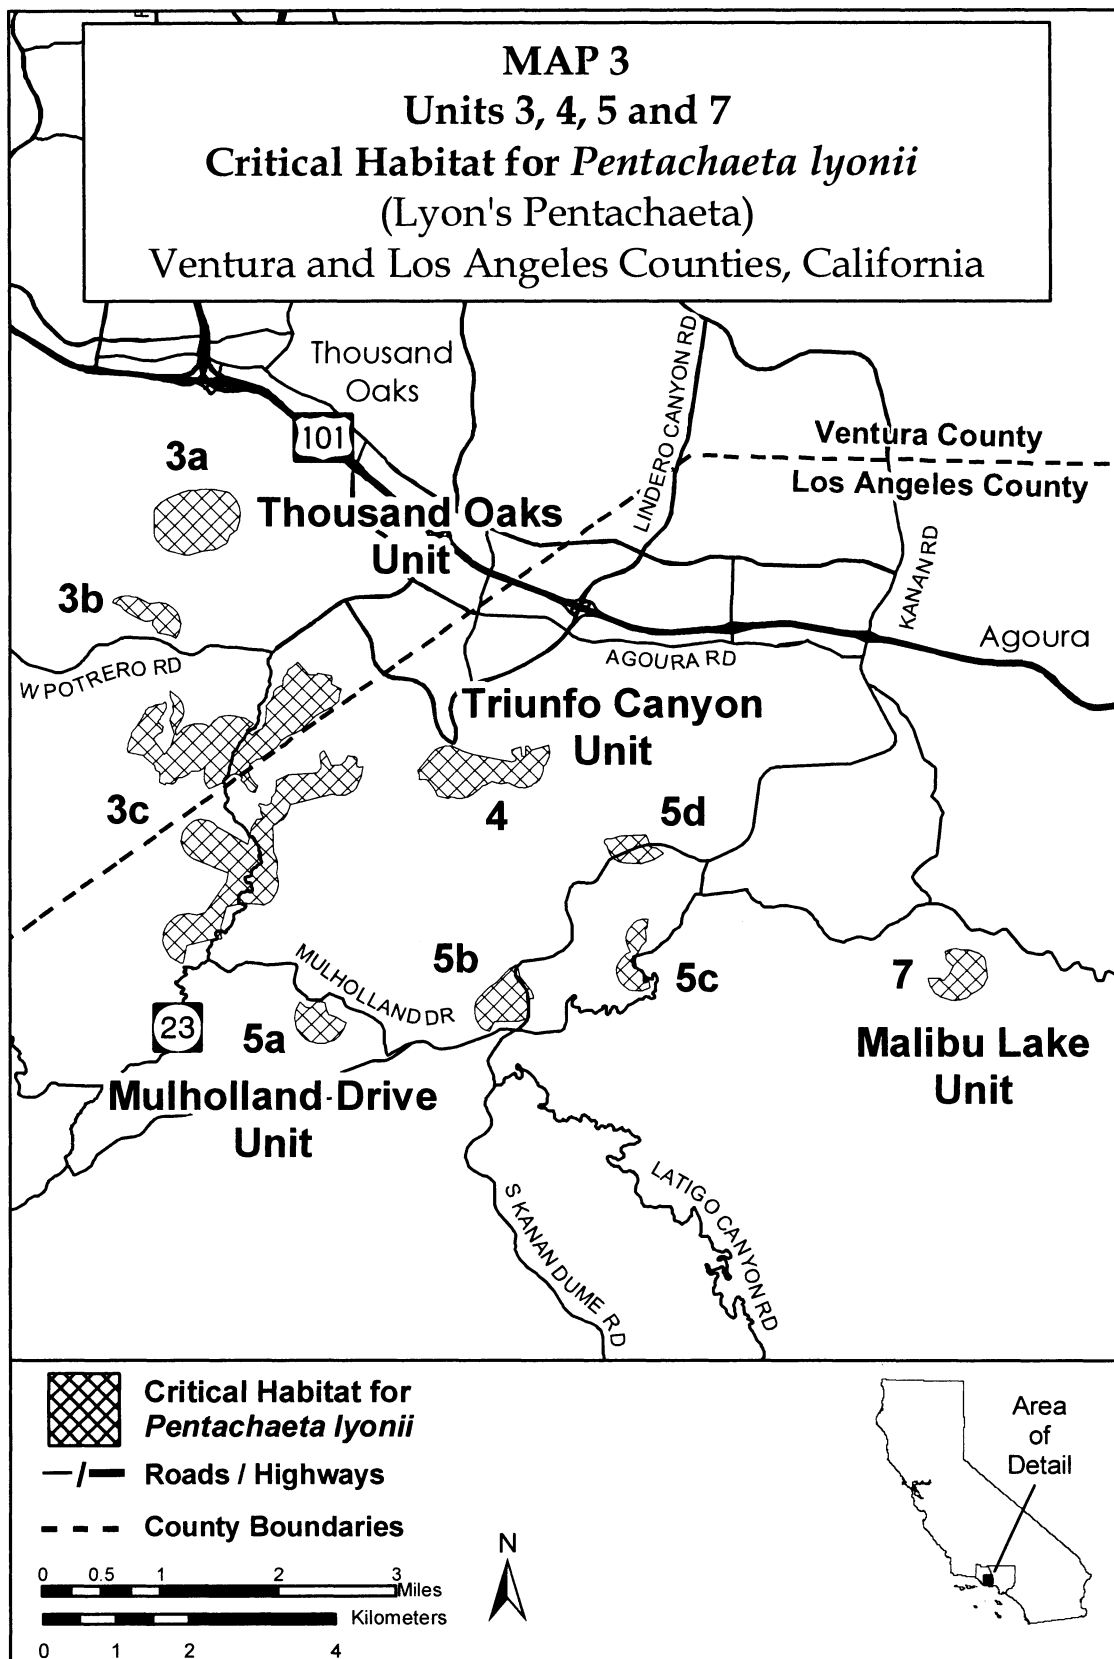 MAP 3
Units 3, 4, 5 and 7
Critical Habitat for Pentachaeta lyonii
(Lyon's Pentachaeta)
Ventura and Los Angeles Counties, California
Thousand
Oaks
LINDERO CANYON RD
101
Ventura County
Los Angeles County
3a
Thousand Oaks
Unit
KANAN RD
3b
Agoura
AGOURA RD
W POTRERO RD
Triunfo Canyon
Unit
3c
4
5d
MULHOLLAND DR
5b
5c
7
23
5a
Malibu Lake
Unit
Mulholland Drive
Unit
LATIGO CANYON RD
S KANAN DUME RD
Critical Habitat for
Pentachaeta lyonii
Roads / Highways
County Boundaries
Area
of
Detail
N
0 0.5 1 2 3
Miles
Kilometers
0 1 2 4